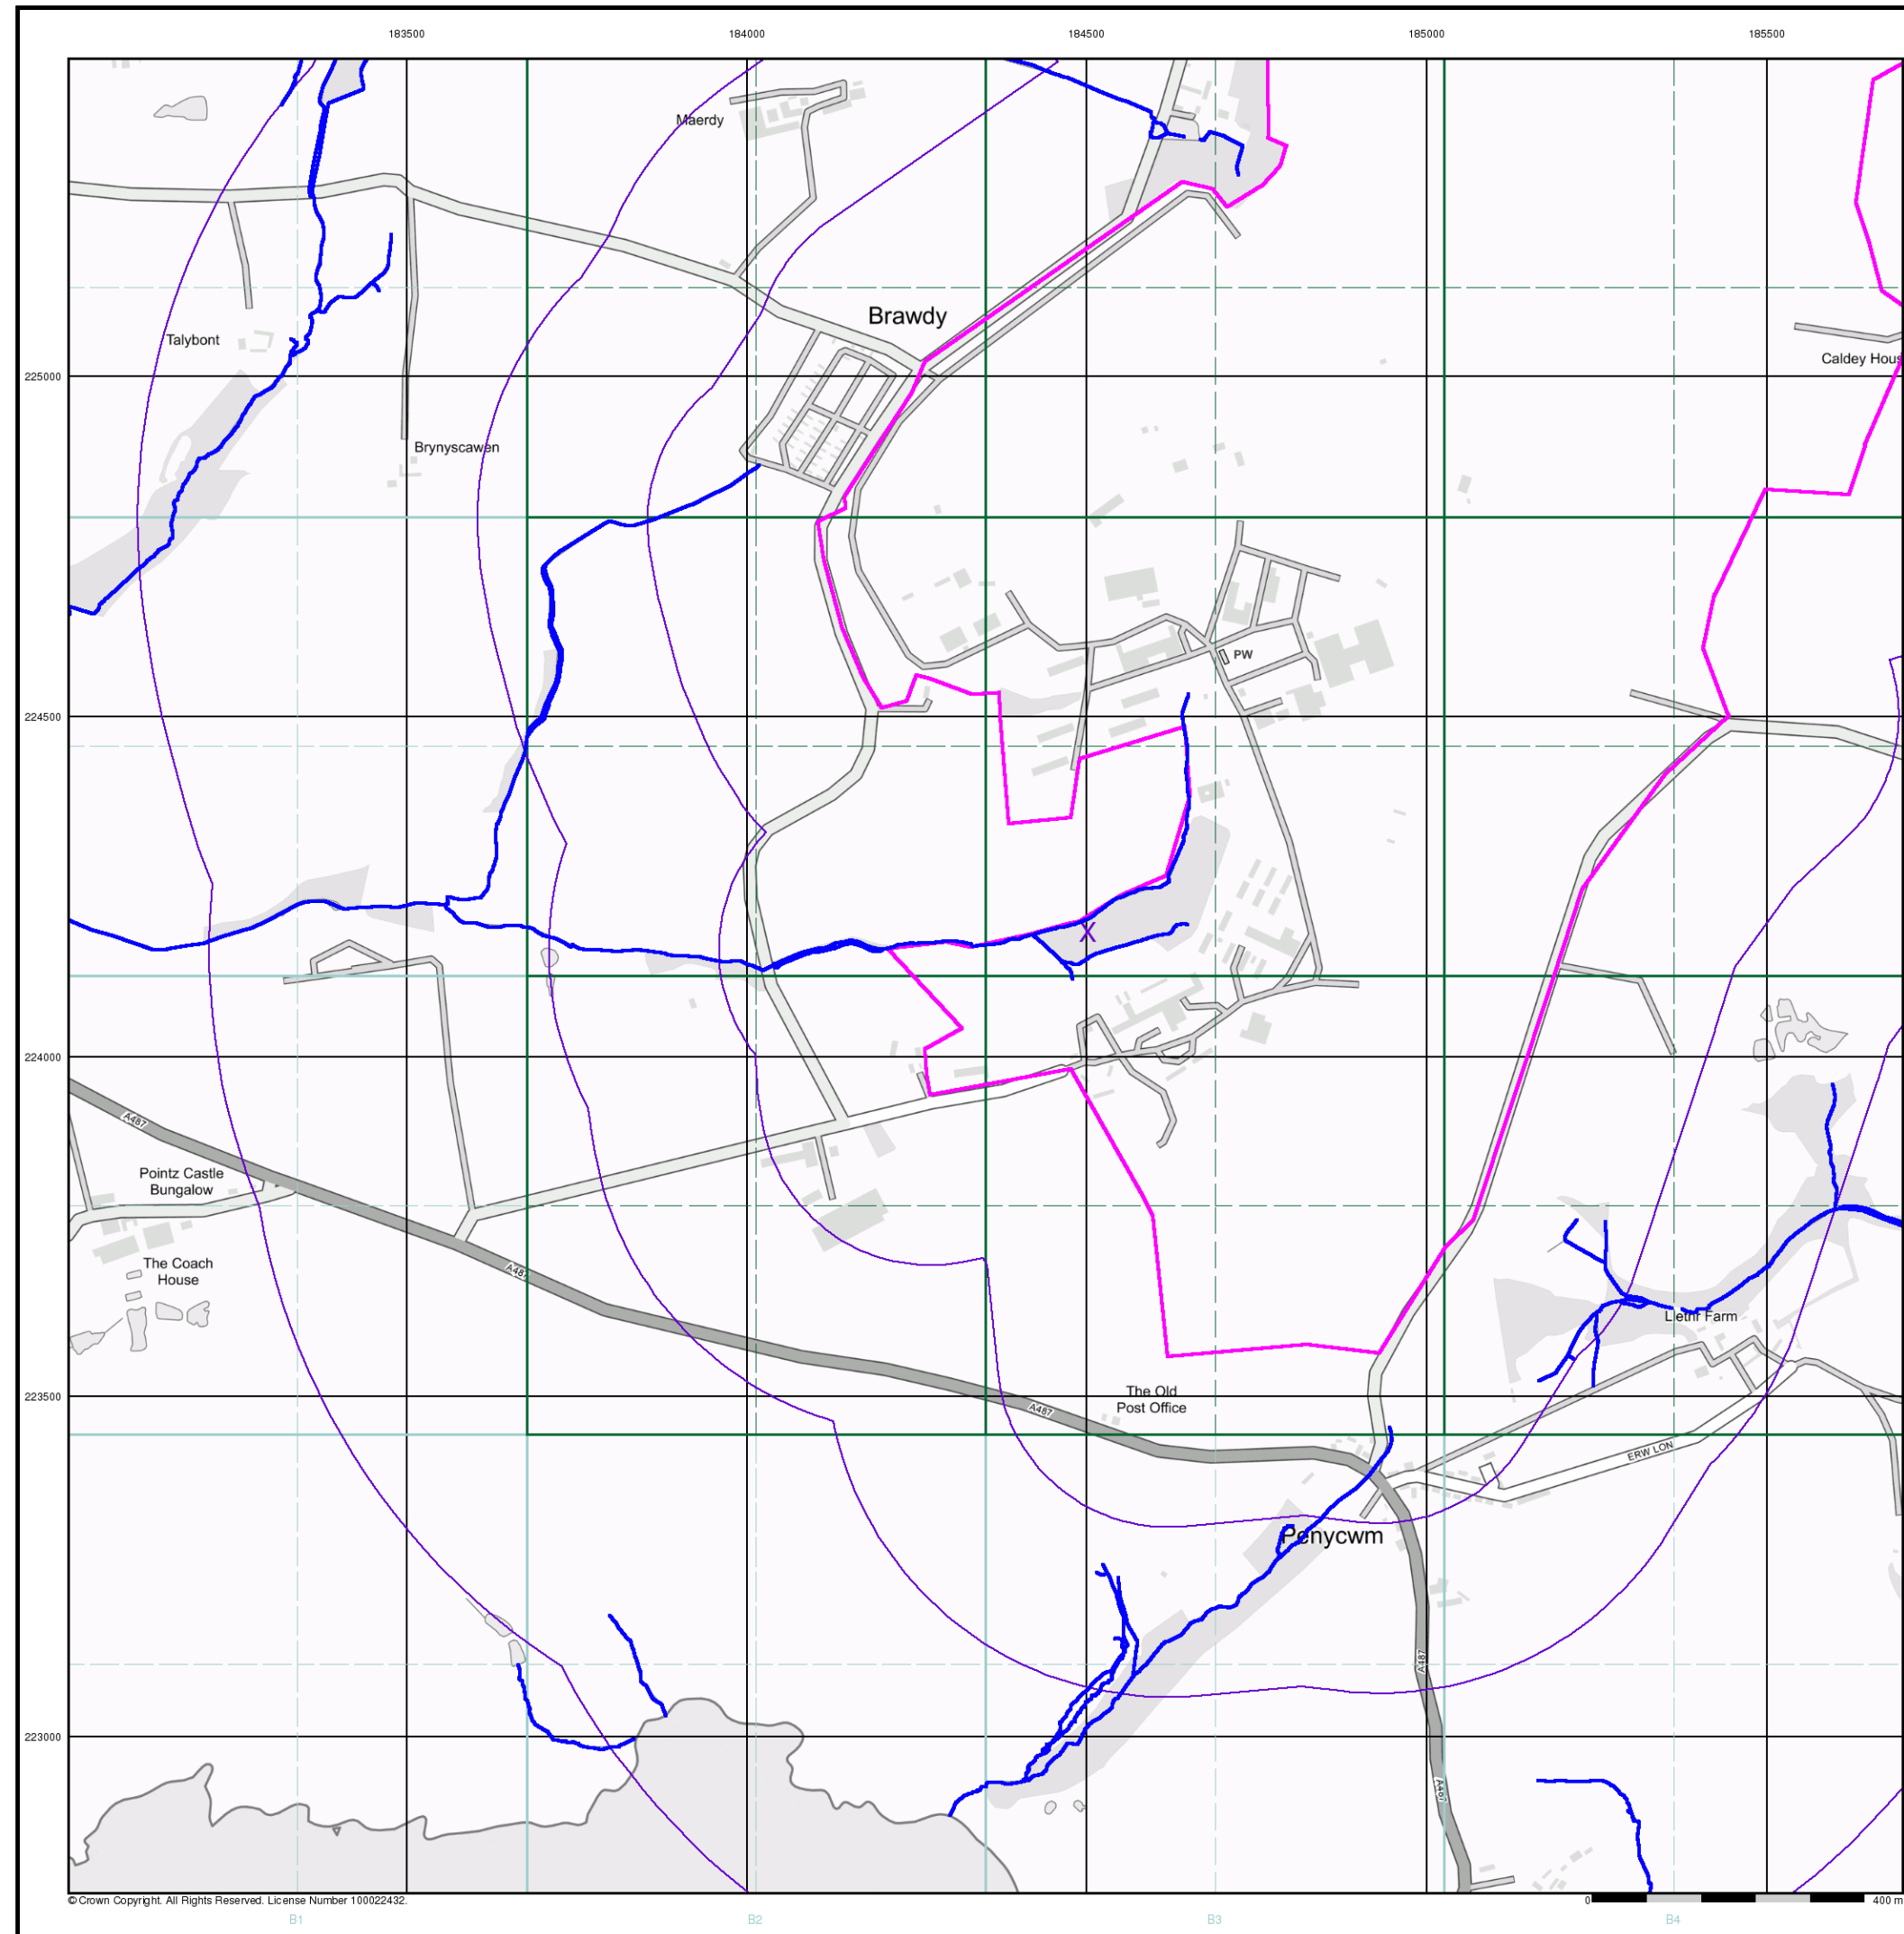 183500 184000 184500 185000 185500
Maerdy
Brawdy
Talybont
Caldey Hous
225000
Brynyscawen
PW
224500
224000
A487
Pointz Castle
Bungalow
The Coach
House
A487
Llethr Farm
223500
The Old
Post Office
A487
ERW LON
Penycwm
A487
223000
A487
© Crown Copyright. All Rights Reserved. License Number 100022432.
0 400 m
B1 B2 B3 B4
X